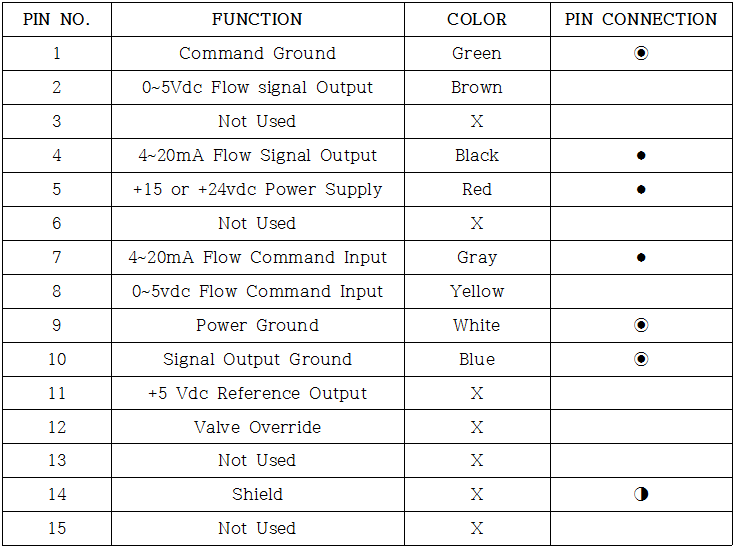 PIN NO. FUNCTION COLOR PIN CONNECTION
1 Command Ground Green ◉
2 0~5Vdc Flow signal Output Brown
3 Not Used X
4 4~20mA Flow Signal Output Black ●
5 +15 or +24vdc Power Supply Red ●
6 Not Used X
7 4~20mA Flow Command Input Gray ●
8 0~5vdc Flow Command Input Yellow
9 Power Ground White ◉
10 Signal Output Ground Blue ◉
11 +5 Vdc Reference Output X
12 Valve Override X
13 Not Used X
14 Shield X ◑
15 Not Used X